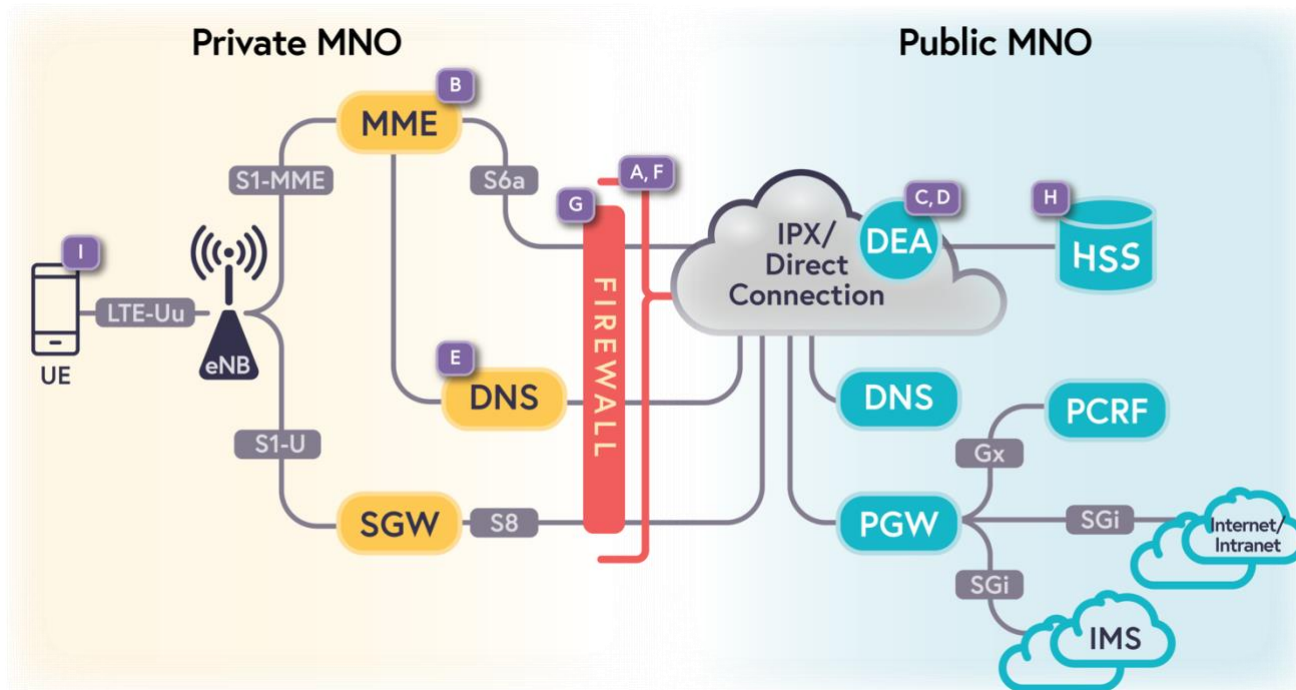 Private MNO
Public MNO
B
MME
S1-MME
S6a
A, F
G
C, D
H
I
LTE-Uu
UE
eNB
FIREWALL
IPX/
Direct
Connection
DEA
HSS
E
DNS
DNS
PCRF
S1-U
Gx
SGW
S8
PGW
SGi
Internet/
Intranet
SGi
IMS